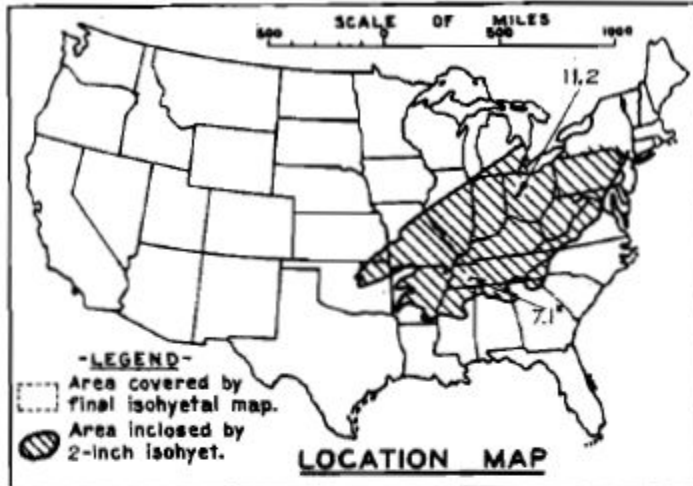 SCALE OF MILES
500 0 500 1000
11.2
7.1"
-LEGEND-
Area covered by
final isohyetal map.
Area inclosed by
2-inch isohyet.
LOCATION MAP